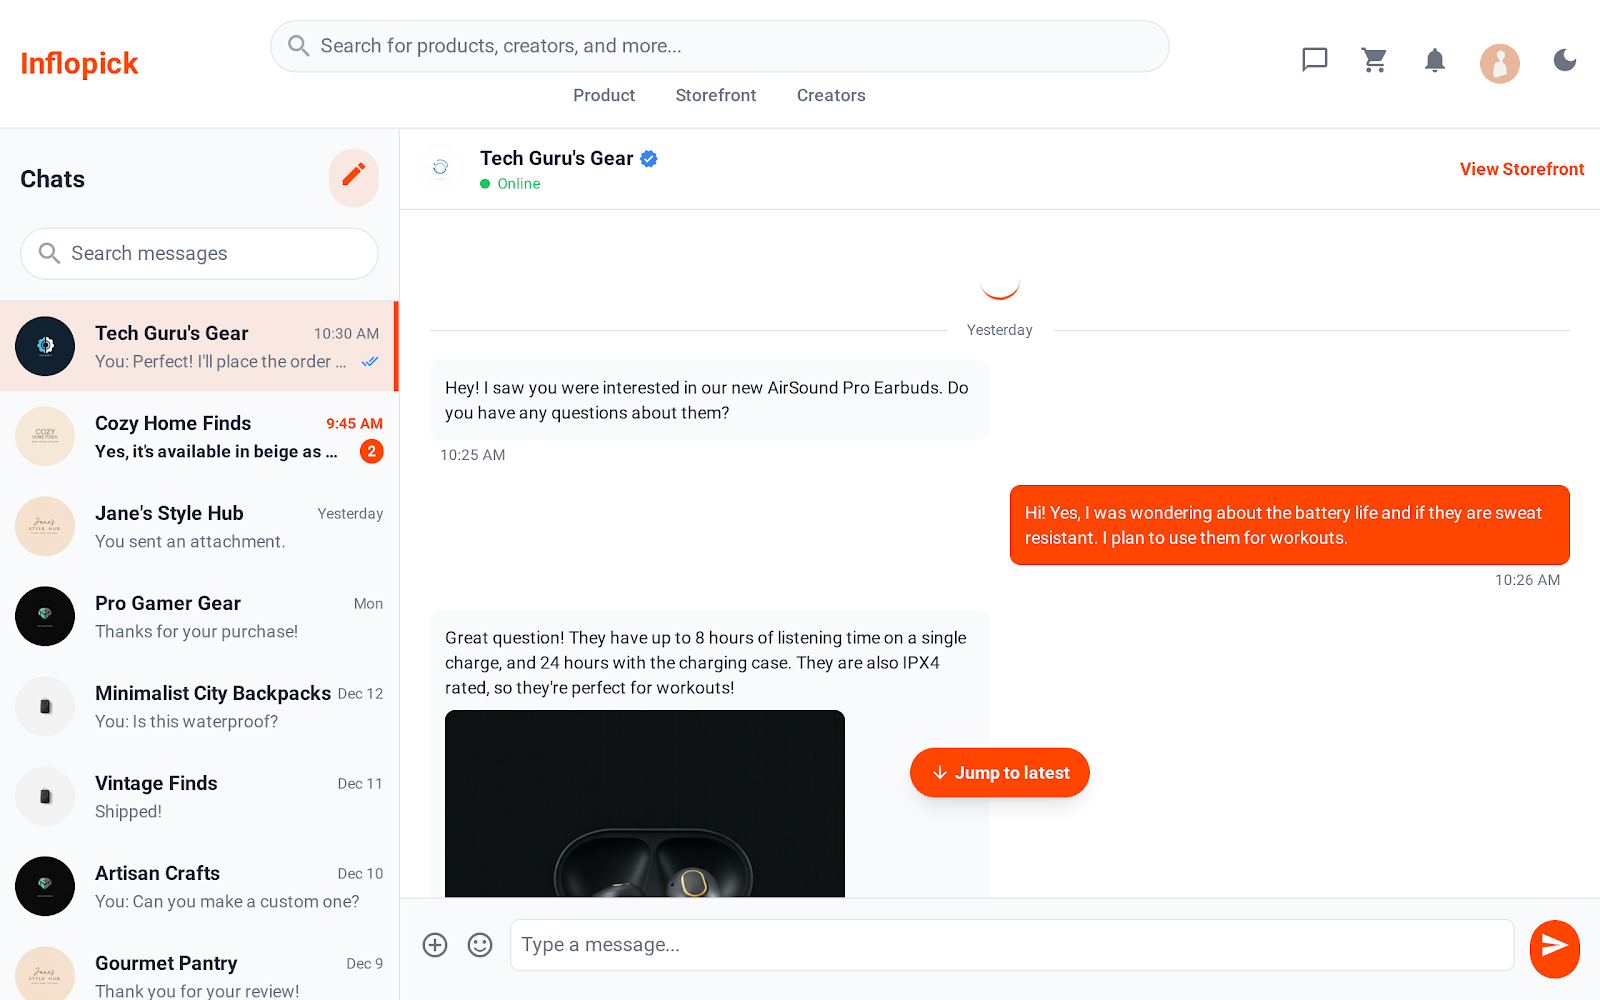 Inflopick
Search for products, creators, and more...
Product Storefront Creators
Chats
Search messages
Tech Guru's Gear 10:30 AM
You: Perfect! I'll place the order ...
Cozy Home Finds 9:45 AM
Yes, it's available in beige as ... 2
Jane's Style Hub Yesterday
You sent an attachment.
Pro Gamer Gear Mon
Thanks for your purchase!
Minimalist City Backpacks Dec 12
You: Is this waterproof?
Vintage Finds Dec 11
Shipped!
Artisan Crafts Dec 10
You: Can you make a custom one?
Gourmet Pantry Dec 9
Thank you for your review!
Tech Guru's Gear
Online
View Storefront
Yesterday
Hey! I saw you were interested in our new AirSound Pro Earbuds. Do
you have any questions about them?
10:25 AM
Hi! Yes, I was wondering about the battery life and if they are sweat
resistant. I plan to use them for workouts.
10:26 AM
Great question! They have up to 8 hours of listening time on a single
charge, and 24 hours with the charging case. They are also IPX4
rated, so they're perfect for workouts!
Jump to latest
Type a message...